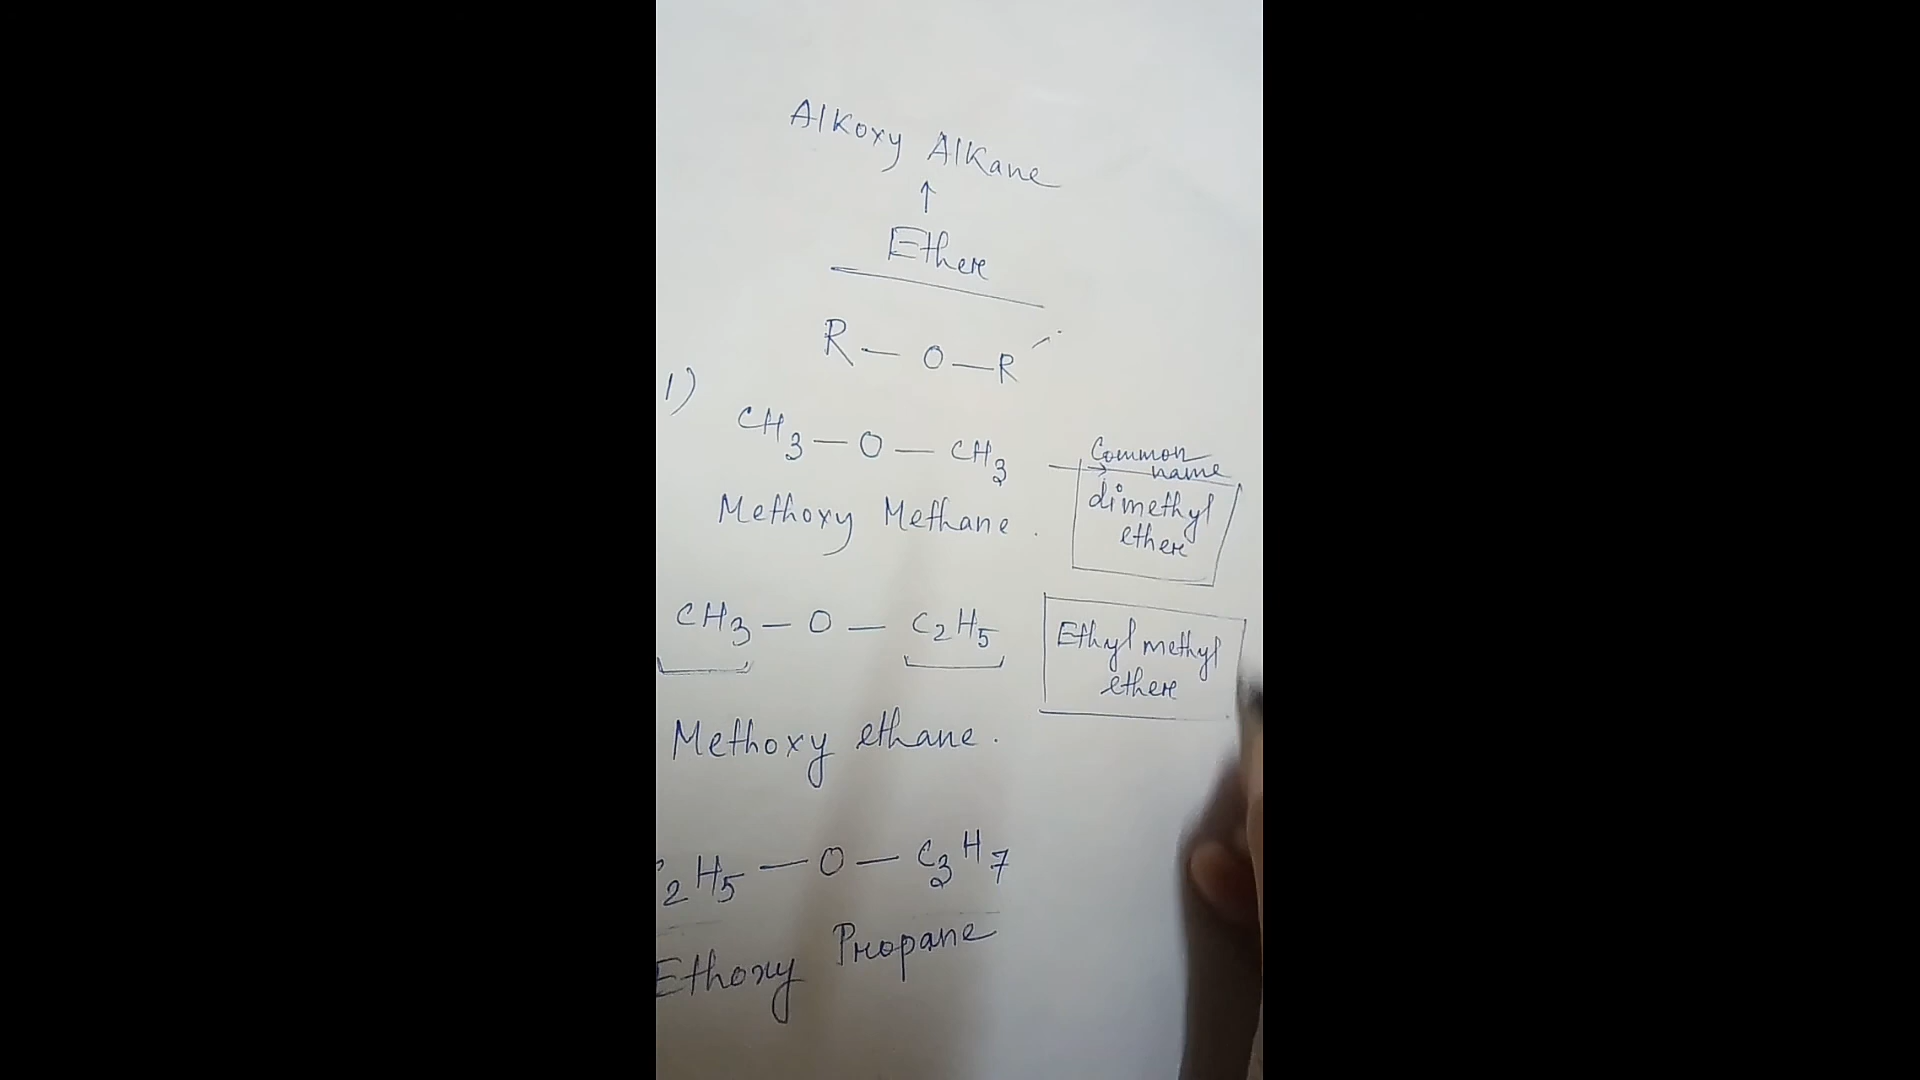 Alkoxy Alkane
↑
Ether
R — O — R
1)
CH3 — O — CH3 → Common name
Methoxy Methane . dimethyl ether
CH3 — O — C2H5
Ethyl methyl ether
Methoxy ethane .
C2H5 — O — C3H7
Ethoxy Propane